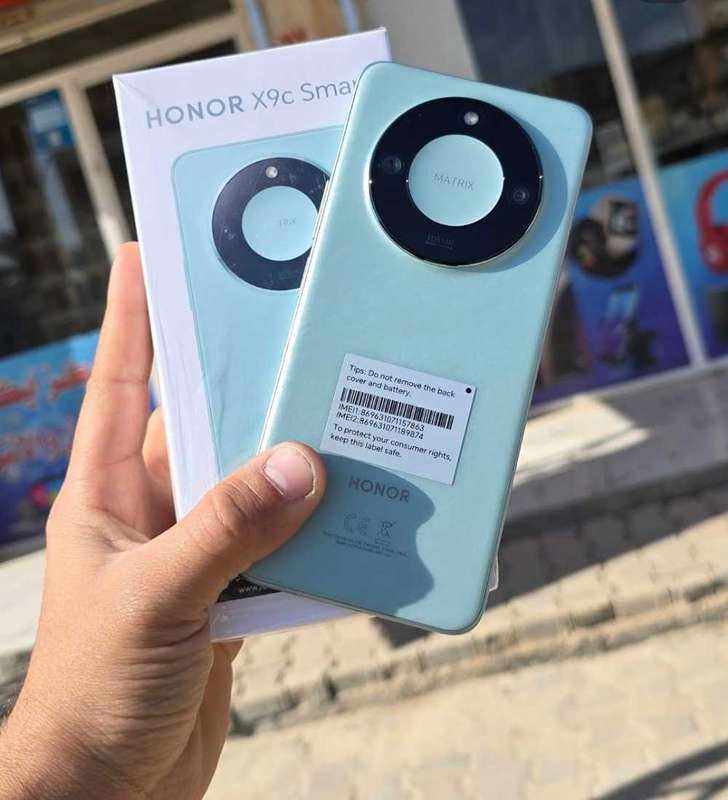 HONOR X9c Smar
TRIX
MATRIX
Tips: Do not remove the back
cover and battery.
IMEI1:869631071157863
IMEI2:869631071189874
To protect your consumer rights,
keep this label safe.
HONOR
CE